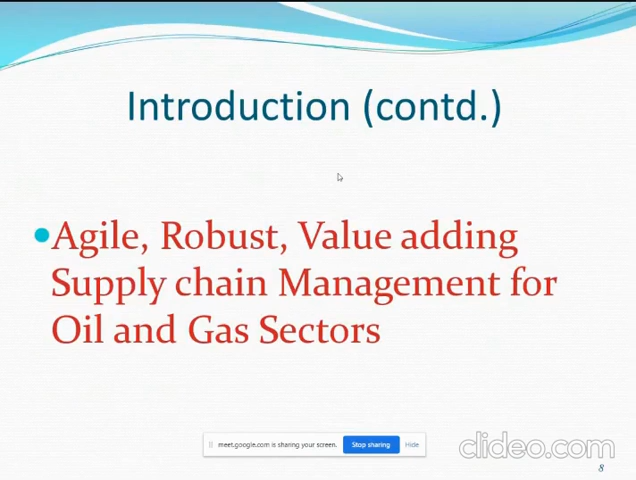 Introduction (contd.)
•Agile, Robust, Value adding
Supply chain Management for
Oil and Gas Sectors
meet.google.com is sharing your screen. Stop sharing Hide
clideo.com
8